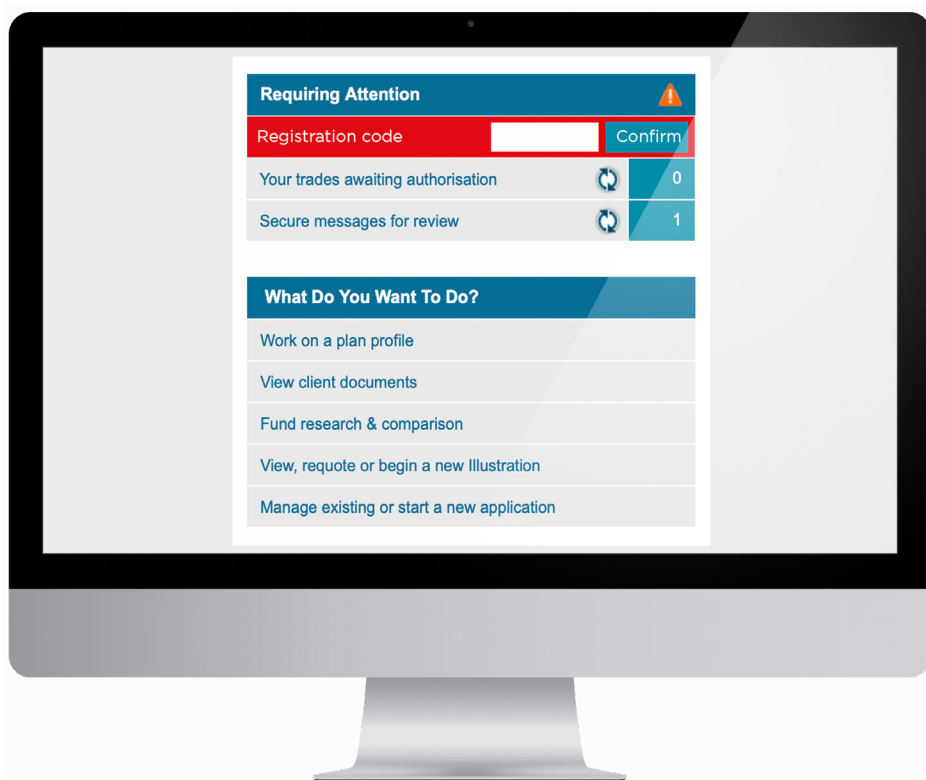 Requiring Attention
Registration code Confirm
Your trades awaiting authorisation 0
Secure messages for review 1
What Do You Want To Do?
Work on a plan profile
View client documents
Fund research & comparison
View, requote or begin a new Illustration
Manage existing or start a new application